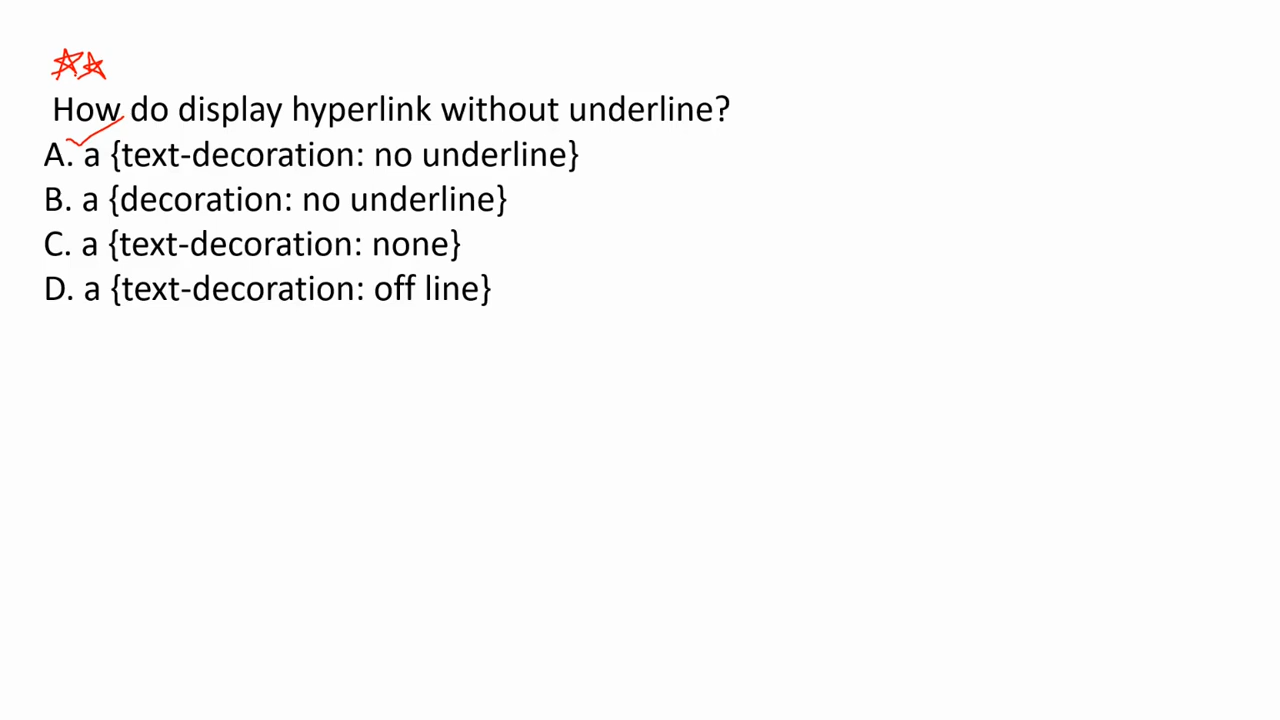 How do display hyperlink without underline?
A. a {text-decoration: no underline}
B. a {decoration: no underline}
C. a {text-decoration: none}
D. a {text-decoration: off line}